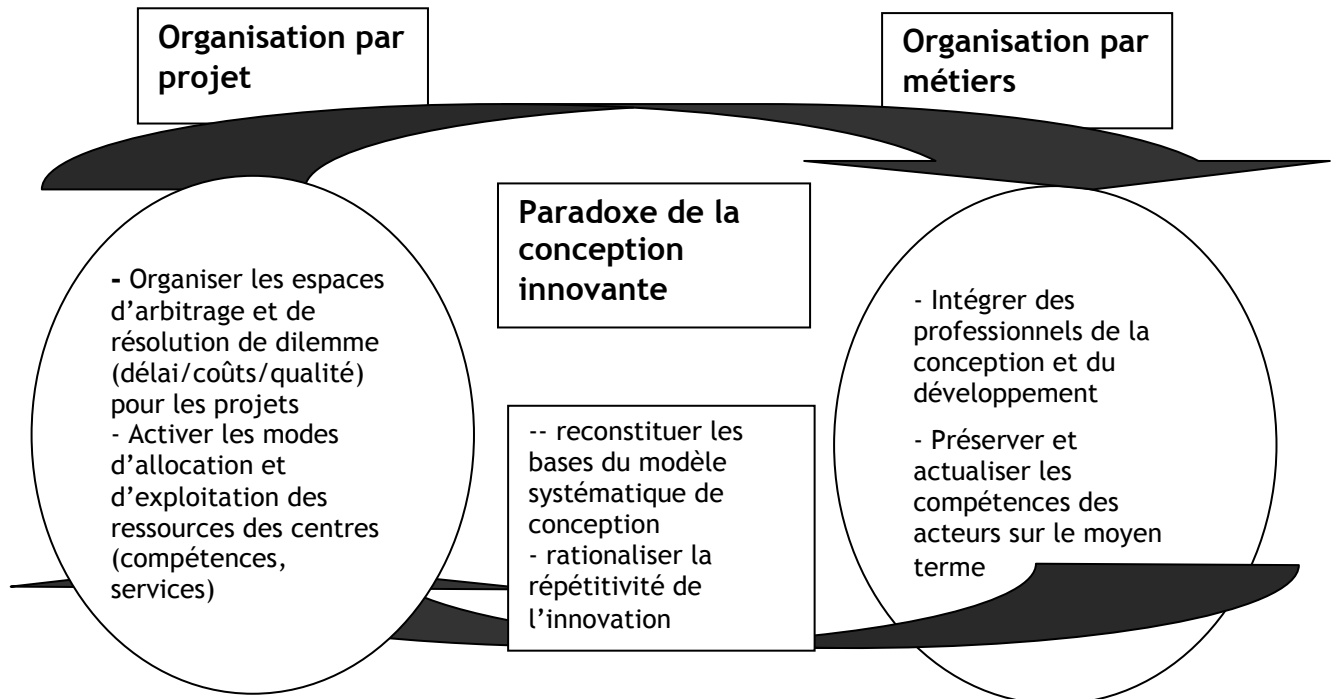 Organisation par
projet
Organisation par
métiers
Paradoxe de la
conception
innovante
- Organiser les espaces
d’arbitrage et de
résolution de dilemme
(délai/coûts/qualité)
pour les projets
- Activer les modes
d’allocation et
d’exploitation des
ressources des centres
(compétences,
services)
-- reconstituer les
bases du modèle
systématique de
conception
- rationaliser la
répétitivité de
l’innovation
- Intégrer des
professionnels de la
conception et du
développement
- Préserver et
actualiser les
compétences des
acteurs sur le moyen
terme